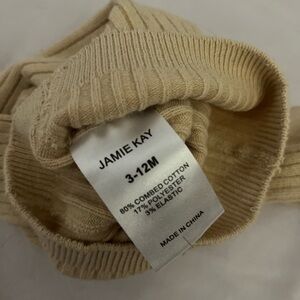 JAMIE KAY
3-12M
80% COMBED COTTON
17% POLYESTER
3% ELASTIC
MADE IN CHINA